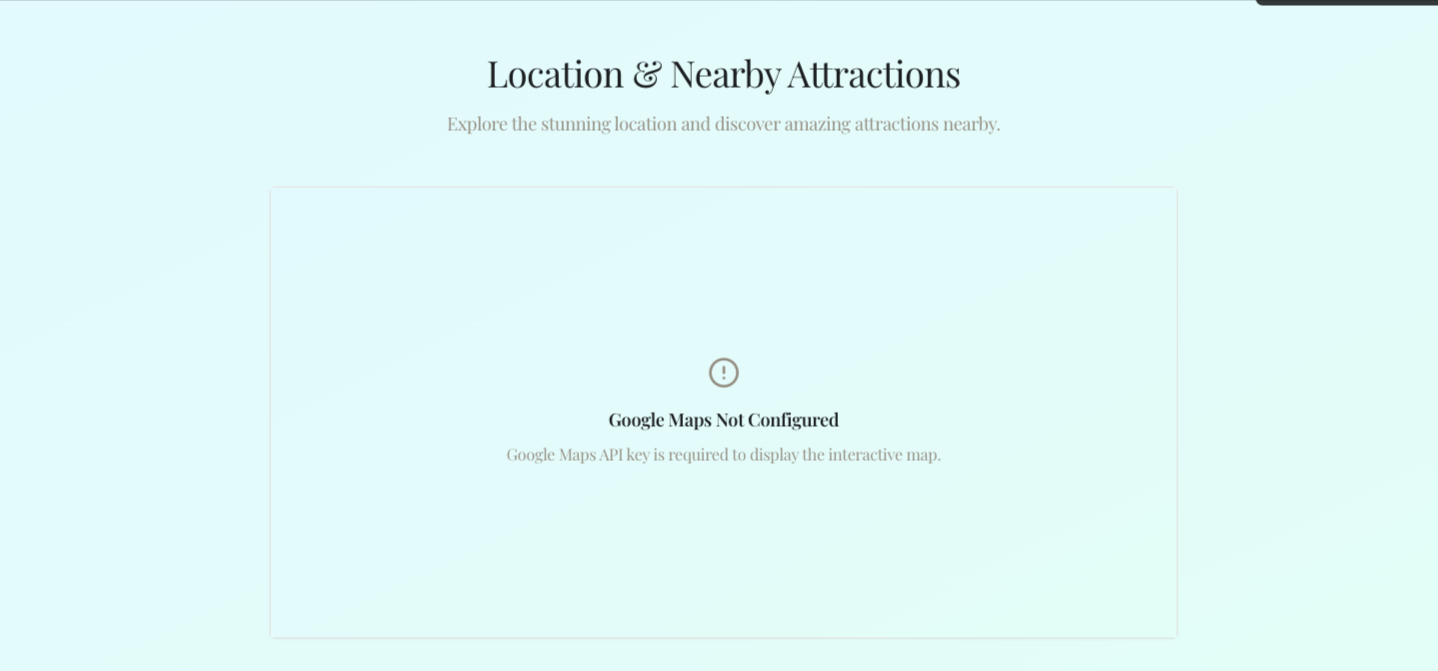 Location & Nearby Attractions
Explore the stunning location and discover amazing attractions nearby.
Google Maps Not Configured
Google Maps API key is required to display the interactive map.